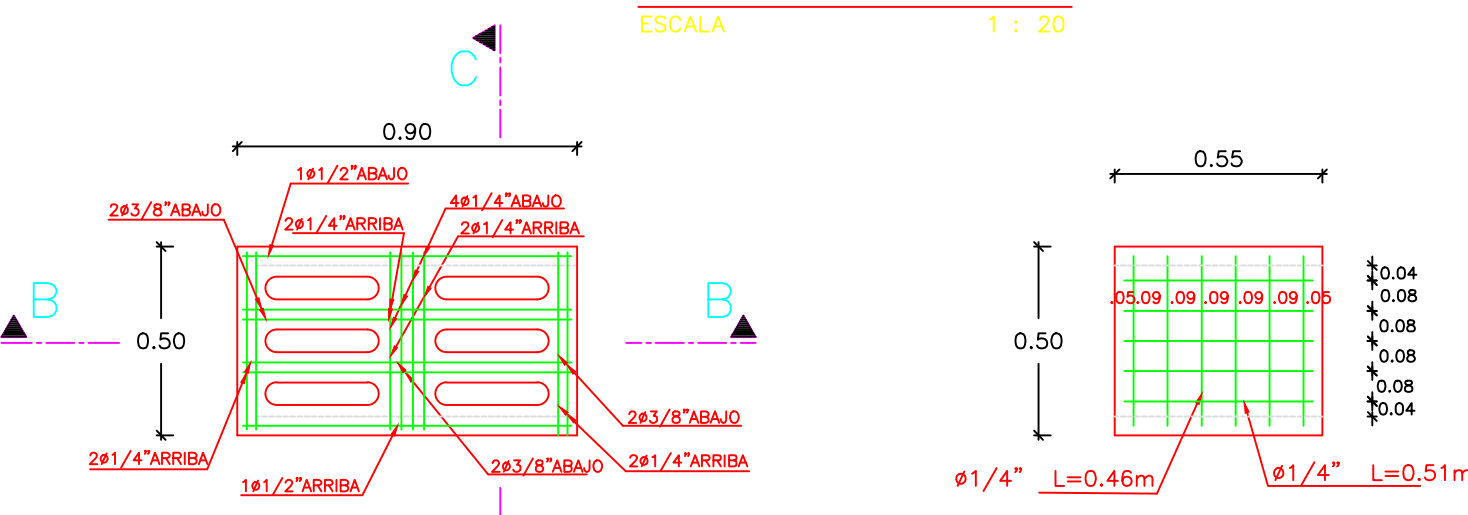 ESCALA 1 : 20
C
0.90
0.55
1ø1/2"ABAJO
2ø3/8"ABAJO
4ø1/4"ABAJO
2ø1/4"ARRIBA
2ø1/4"ARRIBA
B
B
0.50
0.50
.05 .09 .09 .09 .09 .09 .05
0.04
0.08
0.08
0.08
0.08
0.04
2ø3/8"ABAJO
2ø1/4"ARRIBA
2ø3/8"ABAJO
2ø1/4"ARRIBA
1ø1/2"ARRIBA
ø1/4" L=0.46m
ø1/4" L=0.51m